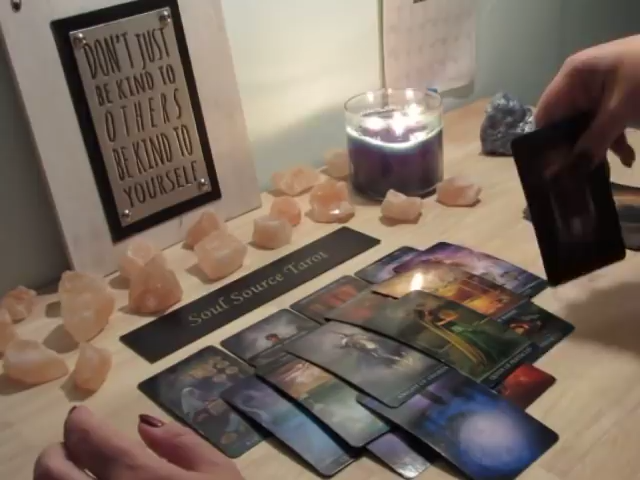 DON'T JUST
BE KIND TO
OTHERS
BE KIND TO
YOURSELF
Soul Source Tarot